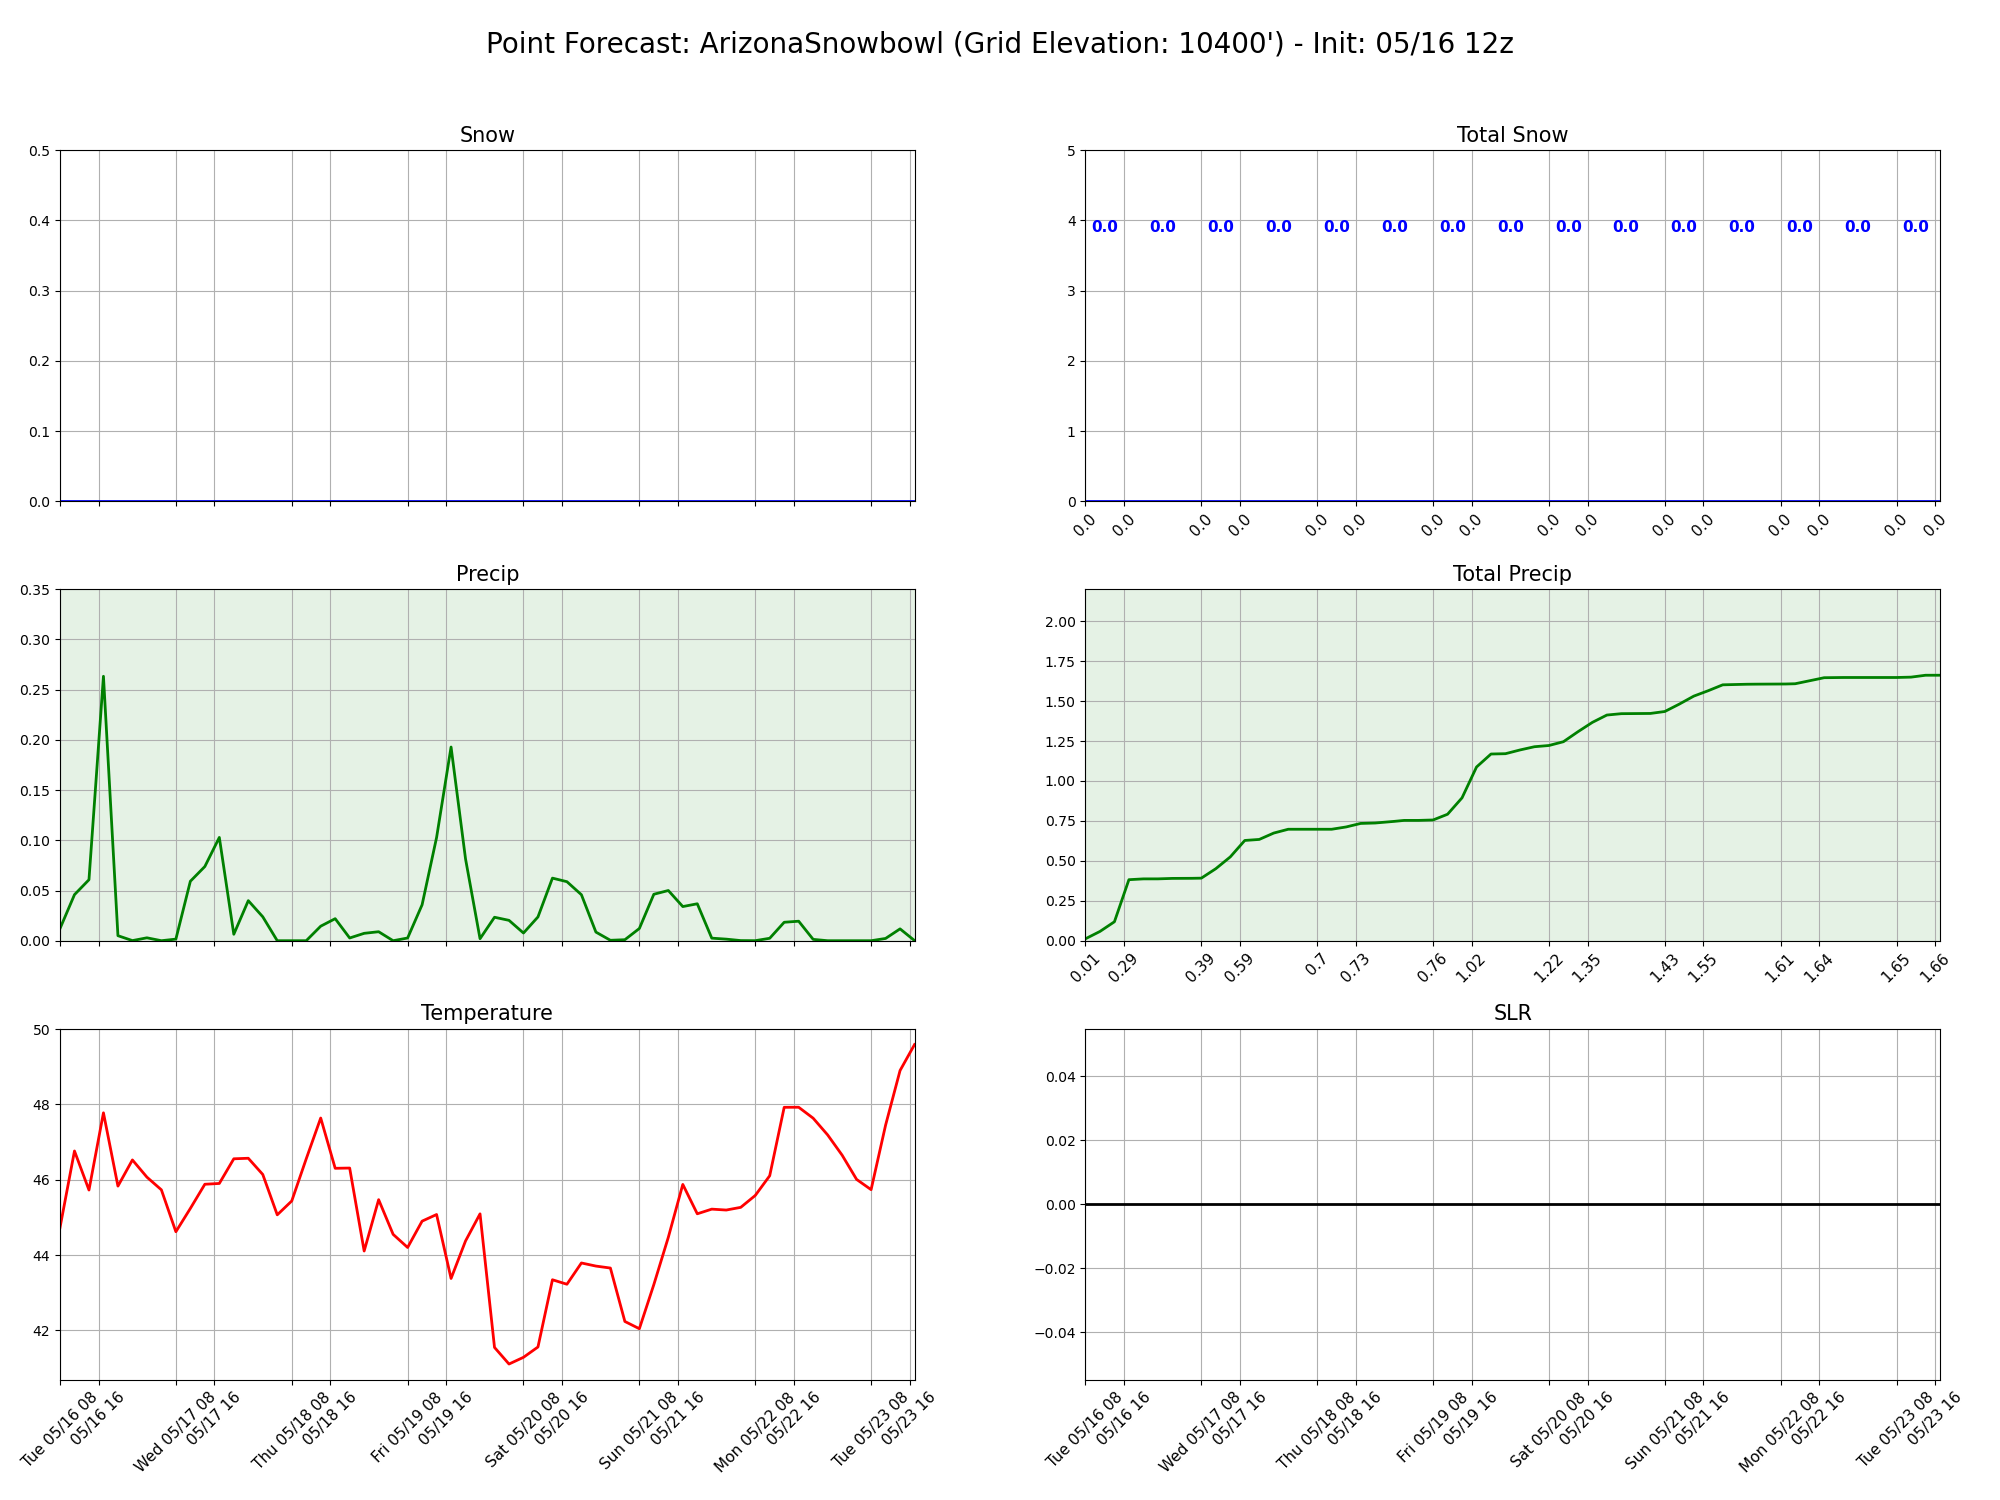 Point Forecast: ArizonaSnowbowl (Grid Elevation: 10400') - Init: 05/16 12z
Snow
0.5
0.4
0.3
0.2
0.1
0.0
Total Snow
5
4
3
2
1
0
0.0 0.0 0.0 0.0 0.0 0.0 0.0 0.0 0.0 0.0 0.0 0.0 0.0 0.0 0.0
0.0 0.0 0.0 0.0 0.0 0.0 0.0 0.0 0.0 0.0 0.0 0.0 0.0 0.0 0.0 0.0
Precip
0.35
0.30
0.25
0.20
0.15
0.10
0.05
0.00
Total Precip
2.00
1.75
1.50
1.25
1.00
0.75
0.50
0.25
0.00
0.01 0.29 0.39 0.59 0.7 0.73 0.76 1.02 1.22 1.35 1.43 1.55 1.61 1.64 1.65 1.66
Temperature
50
48
46
44
42
Tue 05/16 08
05/16 16
Wed 05/17 08
05/17 16
Thu 05/18 08
05/18 16
Fri 05/19 08
05/19 16
Sat 05/20 08
05/20 16
Sun 05/21 08
05/21 16
Mon 05/22 08
05/22 16
Tue 05/23 08
05/23 16
SLR
0.04
0.02
0.00
−0.02
−0.04
Tue 05/16 08
05/16 16
Wed 05/17 08
05/17 16
Thu 05/18 08
05/18 16
Fri 05/19 08
05/19 16
Sat 05/20 08
05/20 16
Sun 05/21 08
05/21 16
Mon 05/22 08
05/22 16
Tue 05/23 08
05/23 16